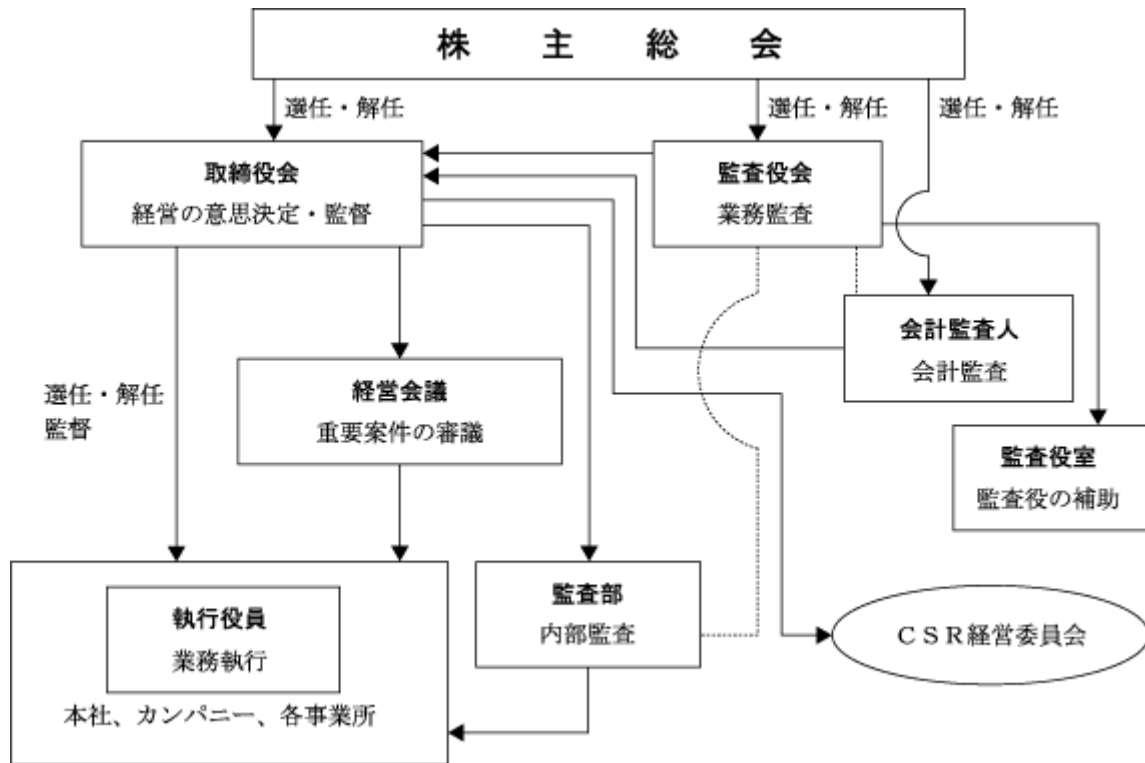 株主総会
選任・解任
選任・解任
選任・解任
取締役会
経営の意思決定・監督
監査役会
業務監査
会計監査人
会計監査
選任・解任
監督
経営会議
重要案件の審議
監査役室
監査役の補助
執行役員
業務執行
本社、カンパニー、各事業所
監査部
内部監査
ＣＳＲ経営委員会